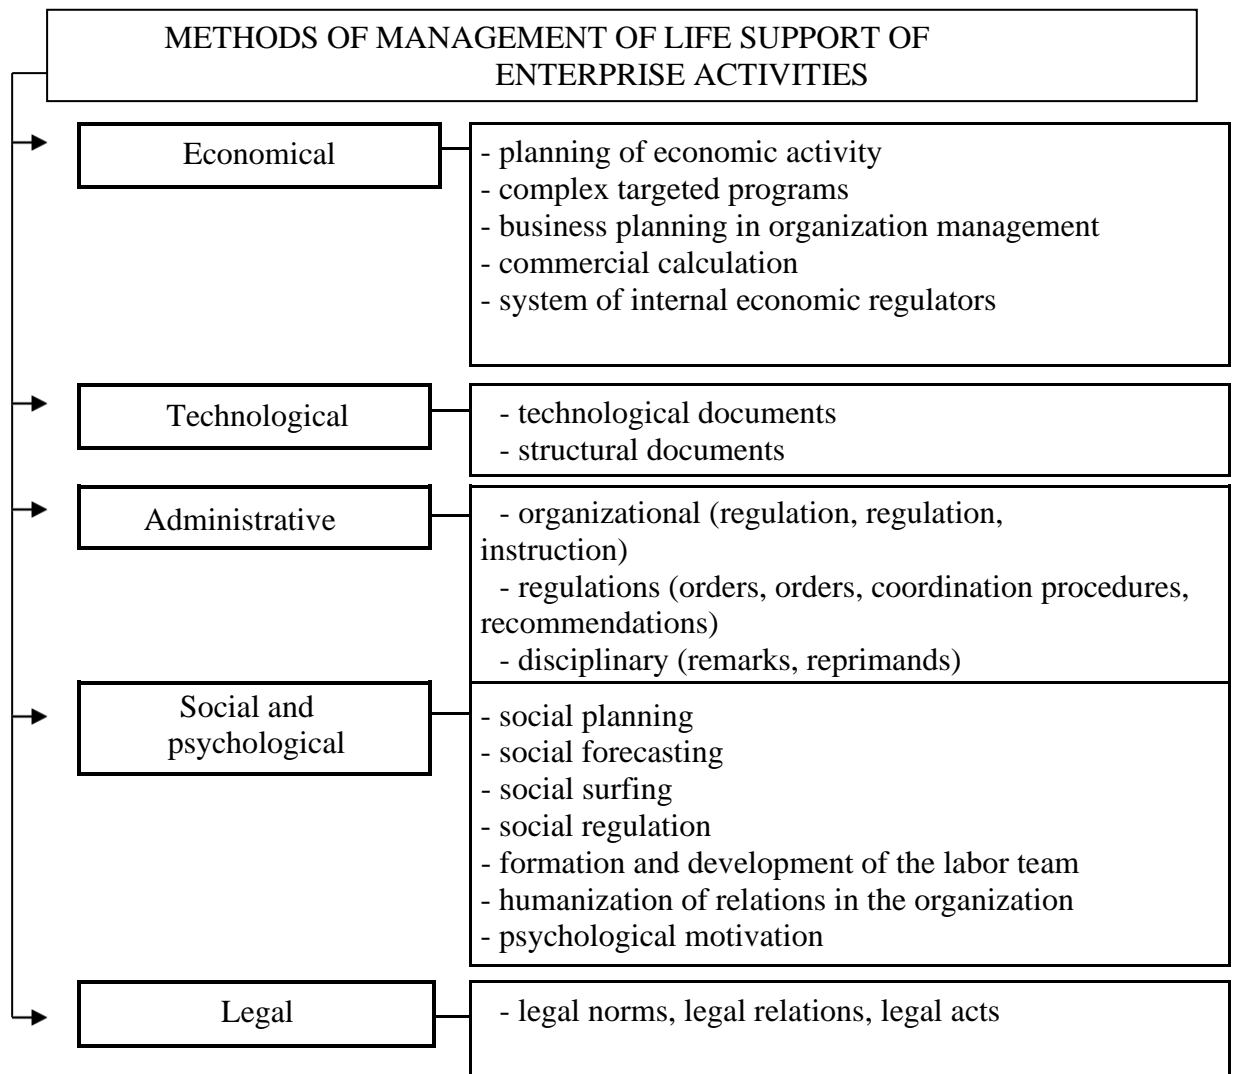 METHODS OF MANAGEMENT OF LIFE SUPPORT OF
ENTERPRISE ACTIVITIES
Economical
- planning of economic activity
- complex targeted programs
- business planning in organization management
- commercial calculation
- system of internal economic regulators
Technological
- technological documents
- structural documents
Administrative
- organizational (regulation, regulation,
instruction)
- regulations (orders, orders, coordination procedures,
recommendations)
- disciplinary (remarks, reprimands)
Social and
psychological
- social planning
- social forecasting
- social surfing
- social regulation
- formation and development of the labor team
- humanization of relations in the organization
- psychological motivation
Legal
- legal norms, legal relations, legal acts